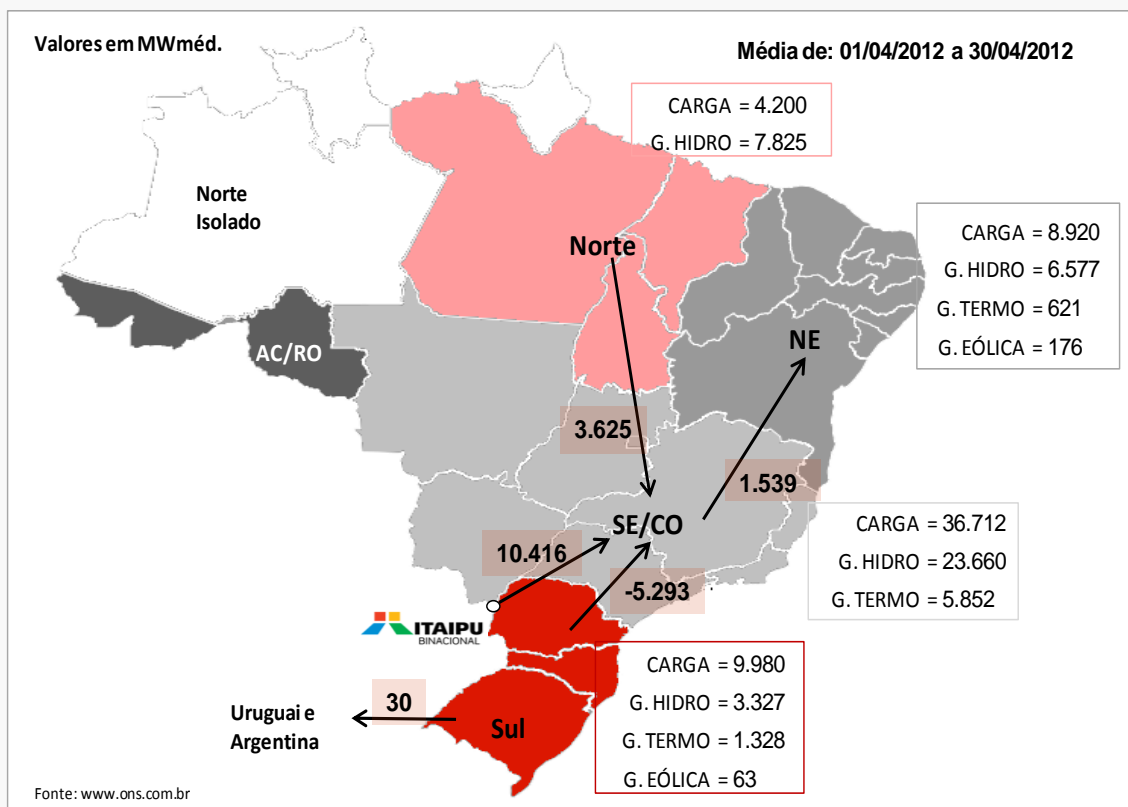 Valores em MWméd.
Média de: 01/04/2012 a 30/04/2012
CARGA = 4.200
G. HIDRO = 7.825
Norte
Isolado
Norte
CARGA = 8.920
G. HIDRO = 6.577
G. TERMO = 621
G. EÓLICA = 176
AC/RO
NE
3.625
1.539
SE/CO
CARGA = 36.712
G. HIDRO = 23.660
G. TERMO = 5.852
10.416
-5.293
ITAIPU
BINACIONAL
CARGA = 9.980
G. HIDRO = 3.327
G. TERMO = 1.328
G. EÓLICA = 63
30
Uruguai e
Argentina
Sul
Fonte: www.ons.com.br